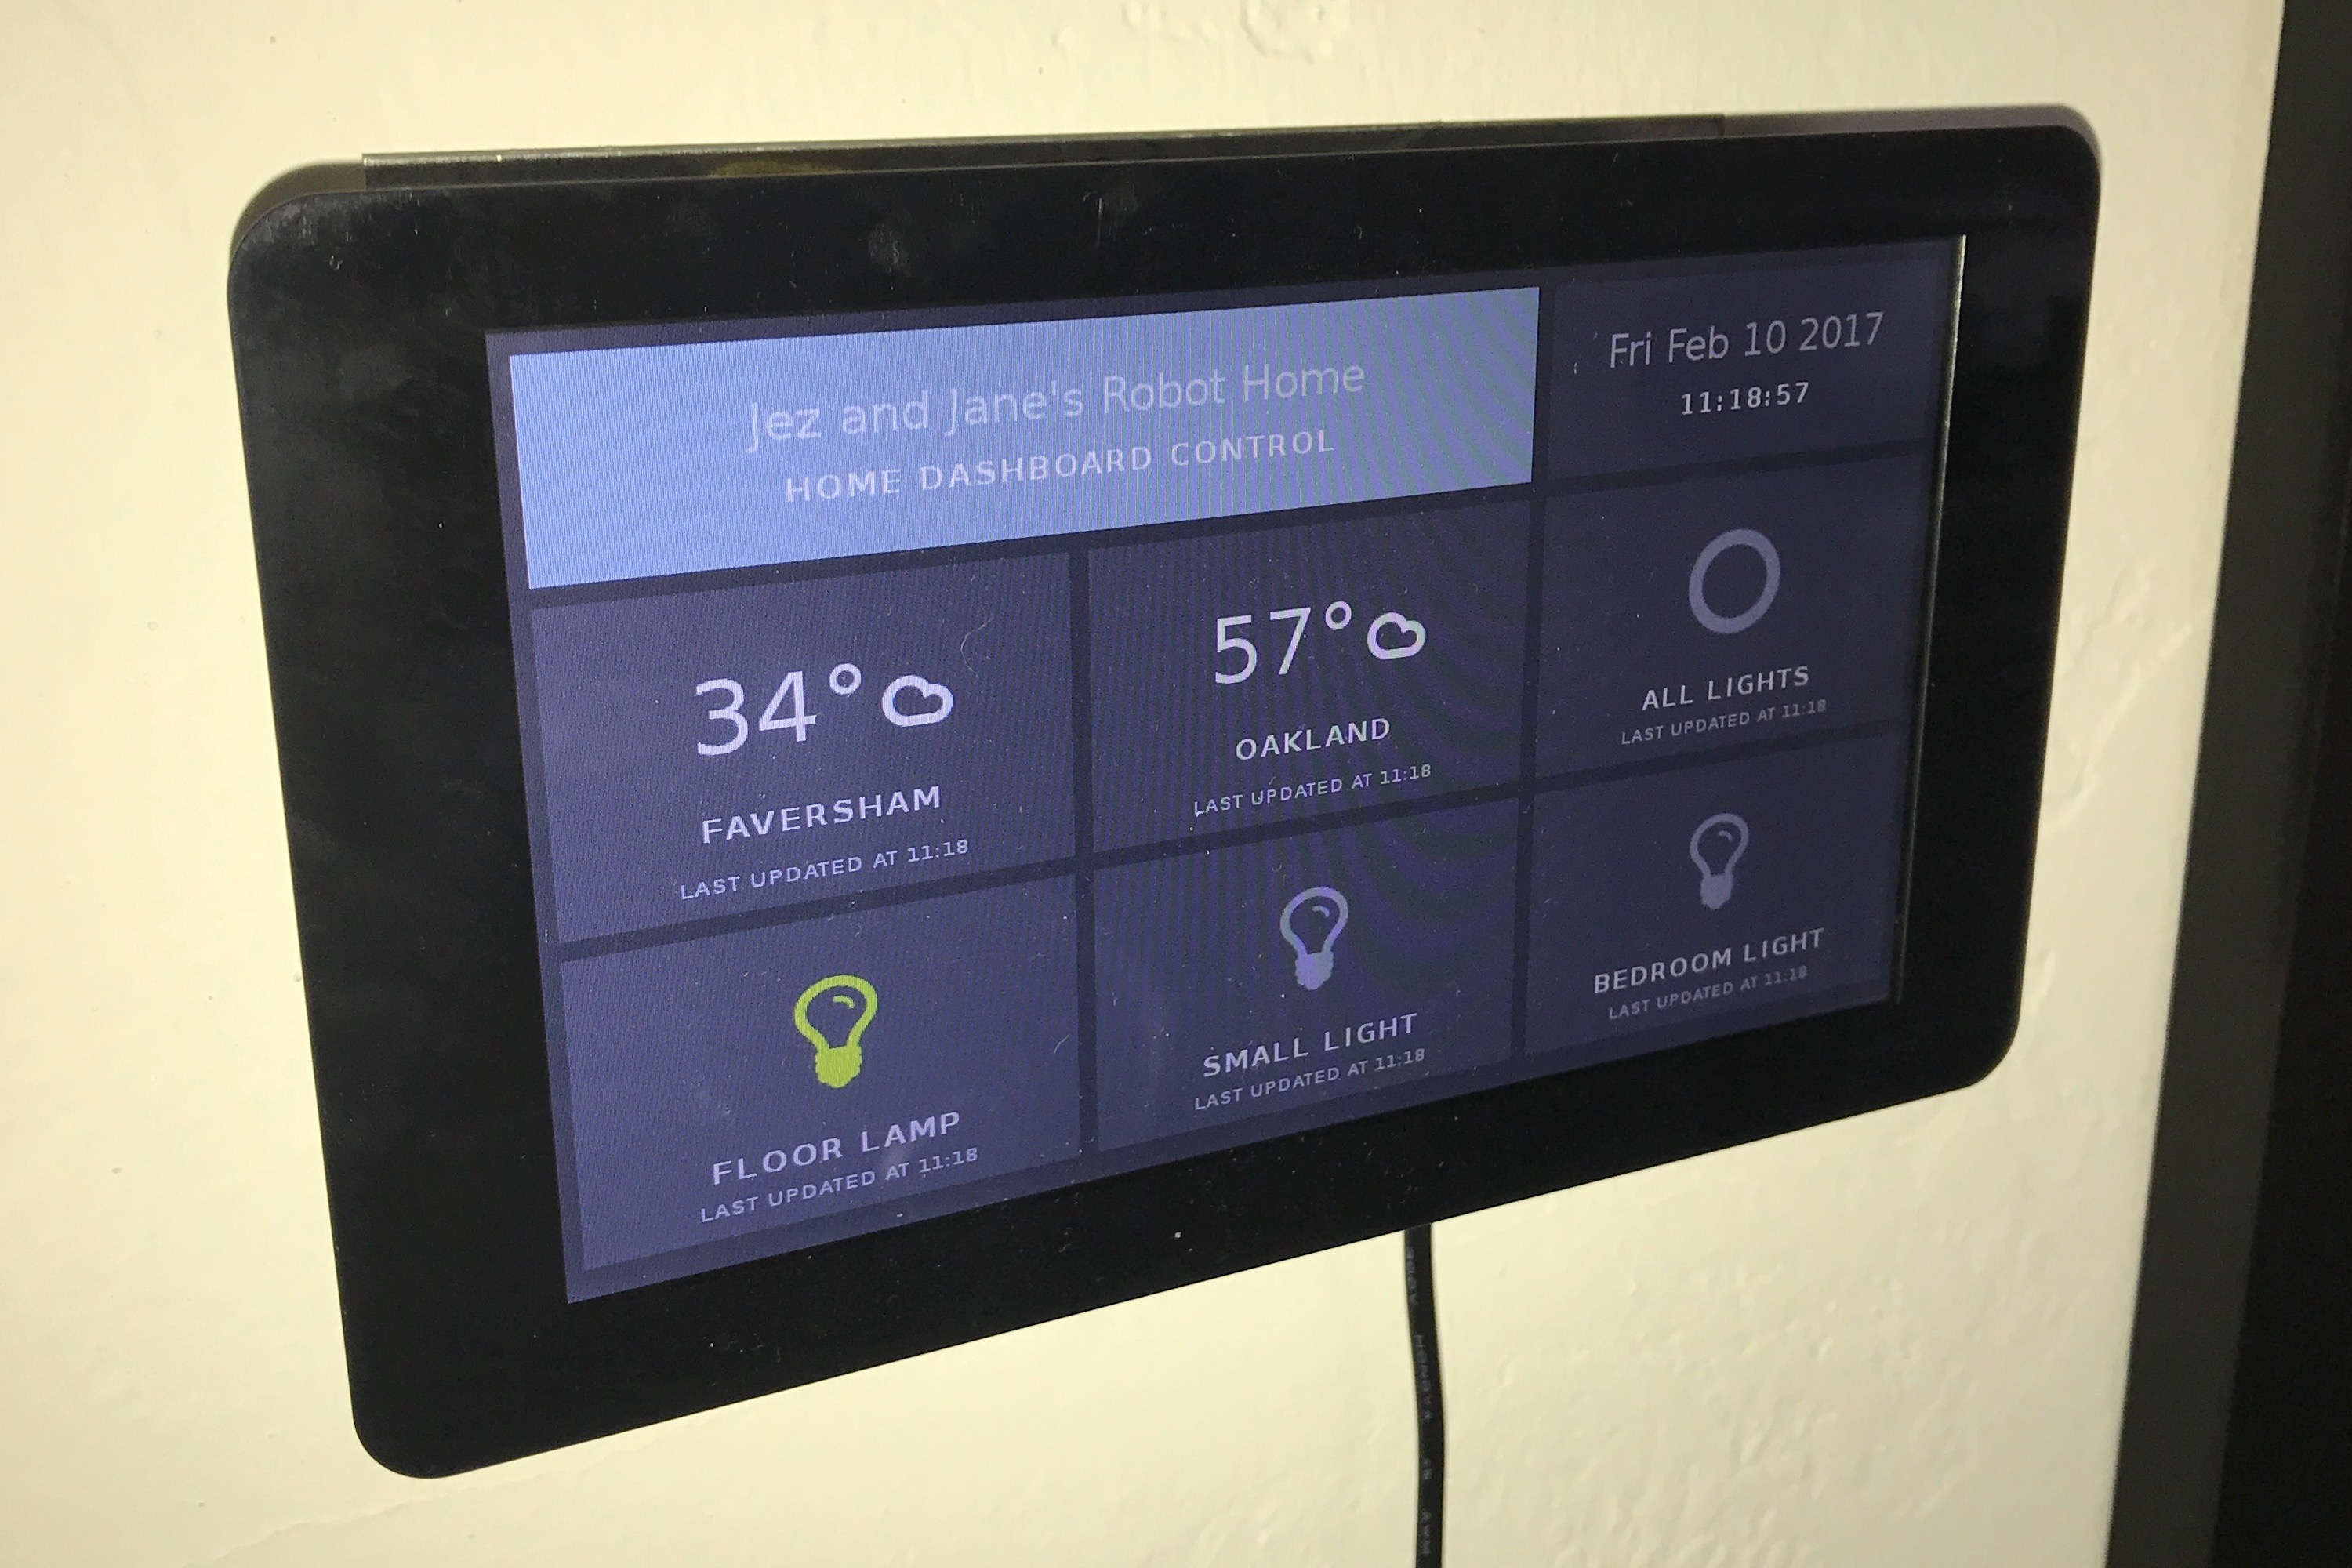 Jez and Jane's Robot Home
HOME DASHBOARD CONTROL
Fri Feb 10 2017
11:18:57
34°
FAVERSHAM
LAST UPDATED AT 11:18
57°
OAKLAND
LAST UPDATED AT 11:18
ALL LIGHTS
LAST UPDATED AT 11:18
FLOOR LAMP
LAST UPDATED AT 11:18
SMALL LIGHT
LAST UPDATED AT 11:18
BEDROOM LIGHT
LAST UPDATED AT 11:18